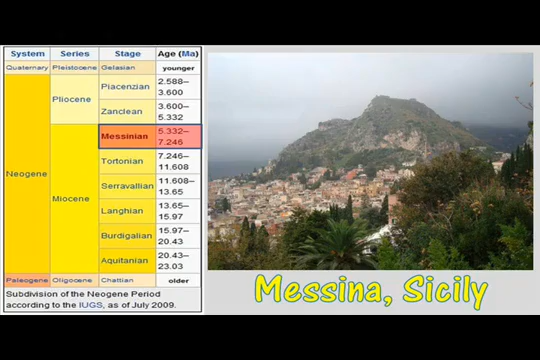 System Series Stage Age (Ma)
Quaternary Pleistocene Gelasian younger
Neogene
Pliocene
Piacenzian
2.588–
3.600
Zanclean
3.600–
5.332
Miocene
Messinian
5.332–
7.246
Tortonian
7.246–
11.608
Serravallian
11.608–
13.65
Langhian
13.65–
15.97
Burdigalian
15.97–
20.43
Aquitanian
20.43–
23.03
Paleogene Oligocene Chattian older
Subdivision of the Neogene Period
according to the IUGS, as of July 2009.
Messina, Sicily